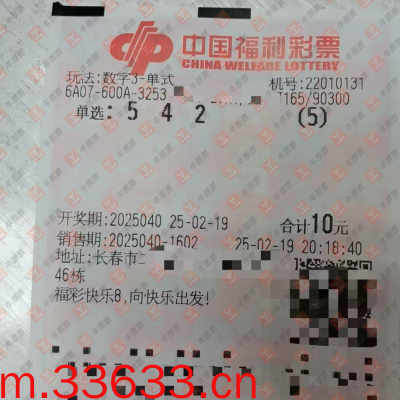 中国福利彩票
CHINA WELFARE LOTTERY
玩法:数字3-单式 机号:22010131
6A07-600A-3253 1165/90300
单选: 5 4 2 (5)
开奖期:2025040 25-02-19 合计10元
销售期:2025040-1602 25-02-19 20:18:40
地址:长春市
46栋
福彩快乐8,向快乐出发!
m.33633.cn